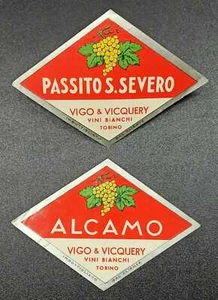 PASSITO S. SEVERO
VIGO & VICQUERY
VINI BIANCHI
TORINO
ALCAMO
VIGO & VICQUERY
VINI BIANCHI
TORINO